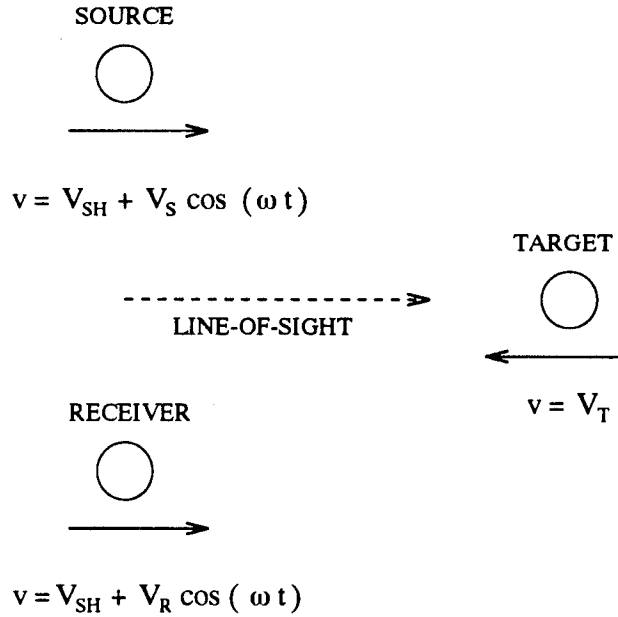 SOURCE
v = V_SH + V_S cos ( ω t )
TARGET
LINE-OF-SIGHT
v = V_T
RECEIVER
v = V_SH + V_R cos ( ω t )